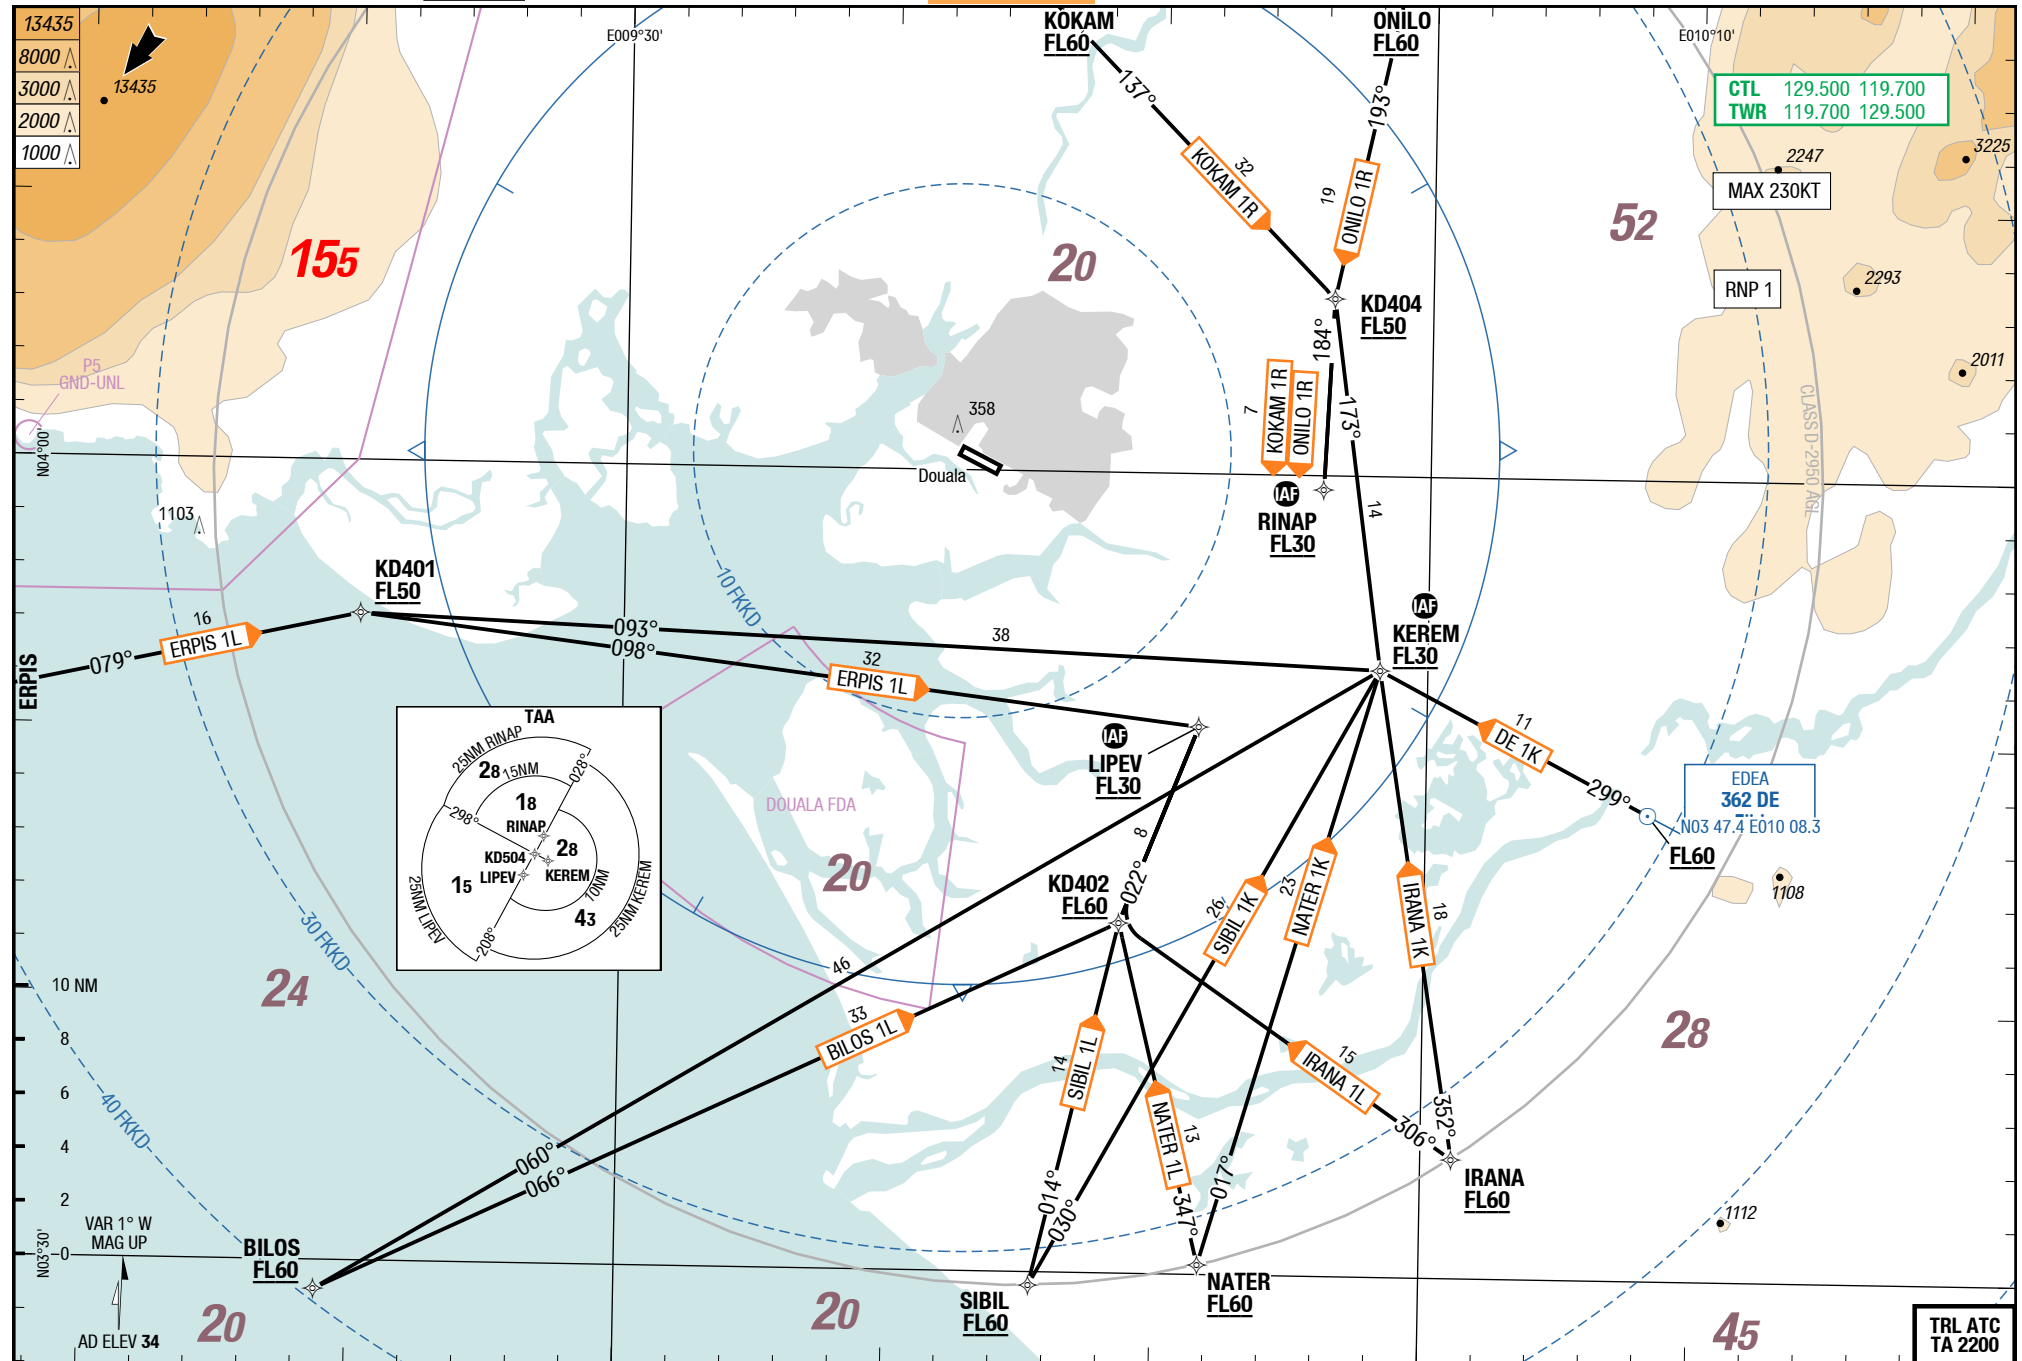 13435
8000
3000
2000
1000
13435
E009°30'
KOKAM
FL60
ONILO
FL60
E010°10'
CTL 129.500 119.700
TWR 119.700 129.500
137°
193°
2247
3225
MAX 230KT
32
KOKAM 1R
19
ONILO 1R
155
20
52
RNP 1
2293
KD404
FL50
184°
P5
GND-UNL
2011
7
KOKAM 1R
ONILO 1R
173°
CLASS D-2950 AGL
358
N04°00'
Douala
IAF
RINAP
FL30
14
1103
KD401
FL50
10 FKKD
IAF
KEREM
FL30
16
ERPIS 1L
079°
ERPIS
093°
098°
38
32
ERPIS 1L
TAA
25NM RINAP
28
15NM
028°
18
298°
RINAP
KD504
28
LIPEV
KEREM
15
10NM
43
25NM LIPEV
208°
25NM KEREM
IAF
LIPEV
FL30
11
DE 1K
299°
EDEA
362 DE
N03 47.4 E010 08.3
FL60
DOUALA FDA
8
022°
20
KD402
FL60
1108
26
SIBIL 1K
23
NATER 1K
IRANA 1K
18
30 FKKD
24
46
33
BILOS 1L
10 NM
8
6
4
2
0
28
14
SIBIL 1L
NATER 1L
13
15
IRANA 1L
306°
352°
40 FKKD
060°
066°
014°
030°
347°
017°
IRANA
FL60
1112
VAR 1° W
MAG UP
N03°30'
BILOS
FL60
SIBIL
FL60
NATER
FL60
20
20
45
AD ELEV 34
TRL ATC
TA 2200